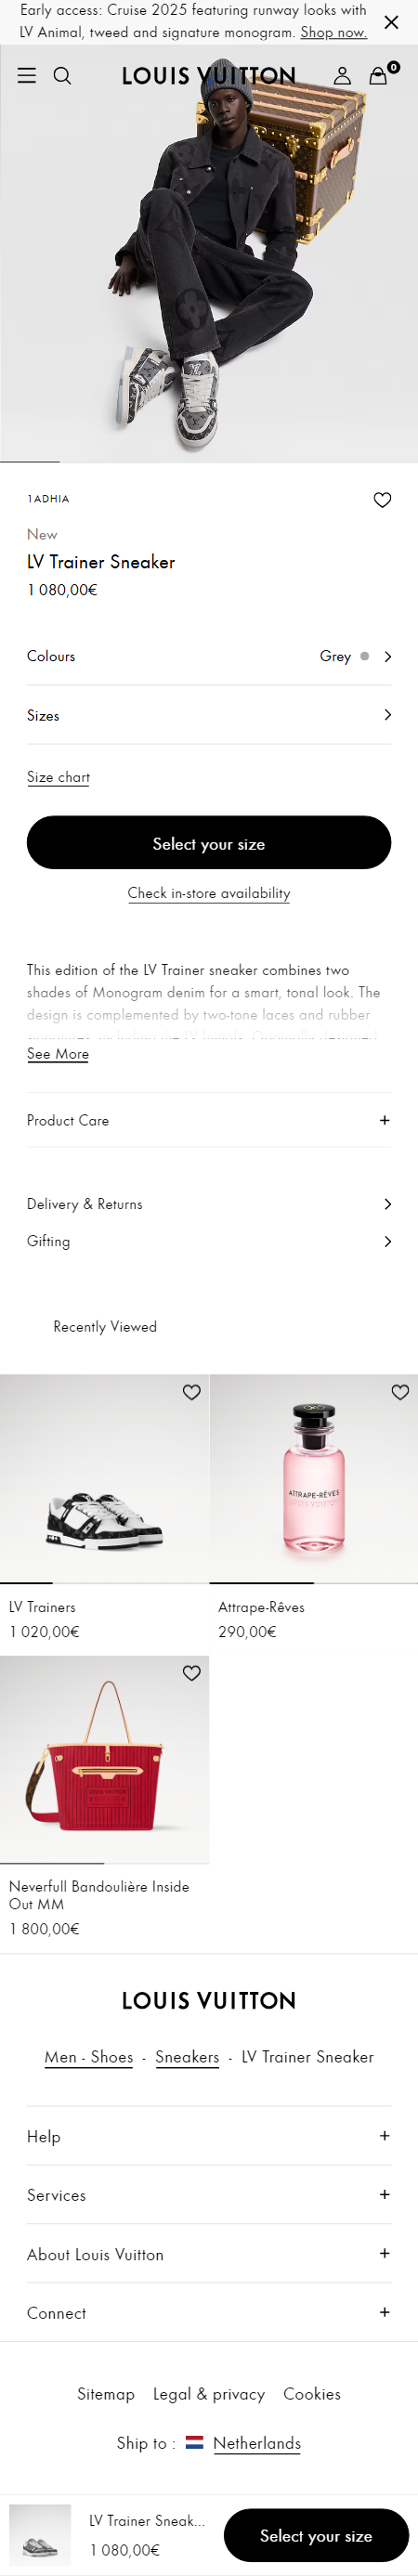 Early access: Cruise 2025 featuring runway looks with
LV Animal, tweed and signature monogram. Shop now.
LOUIS VUITTON
0
1ADHIA
New
LV Trainer Sneaker
1 080,00€
Colours
Grey
Sizes
Size chart
Select your size
Check in-store availability
This edition of the LV Trainer sneaker combines two
shades of Monogram denim for a smart, tonal look. The
design is complemented by two-tone laces and rubber
See More
Product Care
Delivery & Returns
Gifting
Recently Viewed
ATTRAPE-RÊVES
LOUIS VUITTON
LV Trainers
1 020,00€
Attrape-Rêves
290,00€
LOUIS VUITTON
Neverfull Bandoulière Inside
Out MM
1 800,00€
LOUIS VUITTON
Men - Shoes - Sneakers - LV Trainer Sneaker
Help
Services
About Louis Vuitton
Connect
Sitemap Legal & privacy Cookies
Ship to : Netherlands
LV Trainer Sneak...
1 080,00€
Select your size